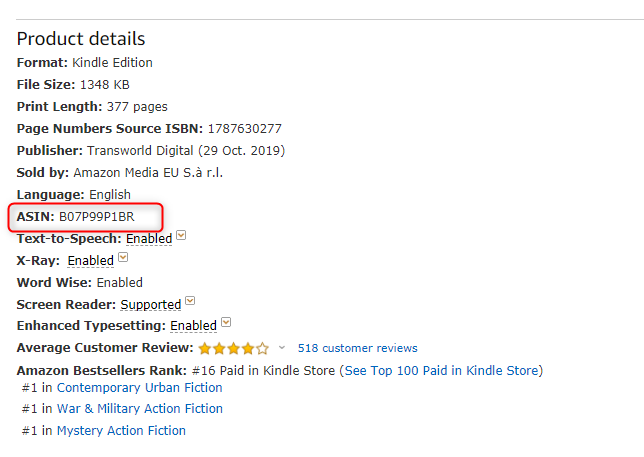 Product details
Format: Kindle Edition
File Size: 1348 KB
Print Length: 377 pages
Page Numbers Source ISBN: 1787630277
Publisher: Transworld Digital (29 Oct. 2019)
Sold by: Amazon Media EU S.à r.l.
Language: English
ASIN: B07P99P1BR
Text-to-Speech: Enabled
X-Ray: Enabled
Word Wise: Enabled
Screen Reader: Supported
Enhanced Typesetting: Enabled
Average Customer Review: 518 customer reviews
Amazon Bestsellers Rank: #16 Paid in Kindle Store (See Top 100 Paid in Kindle Store)
#1 in Contemporary Urban Fiction
#1 in War & Military Action Fiction
#1 in Mystery Action Fiction